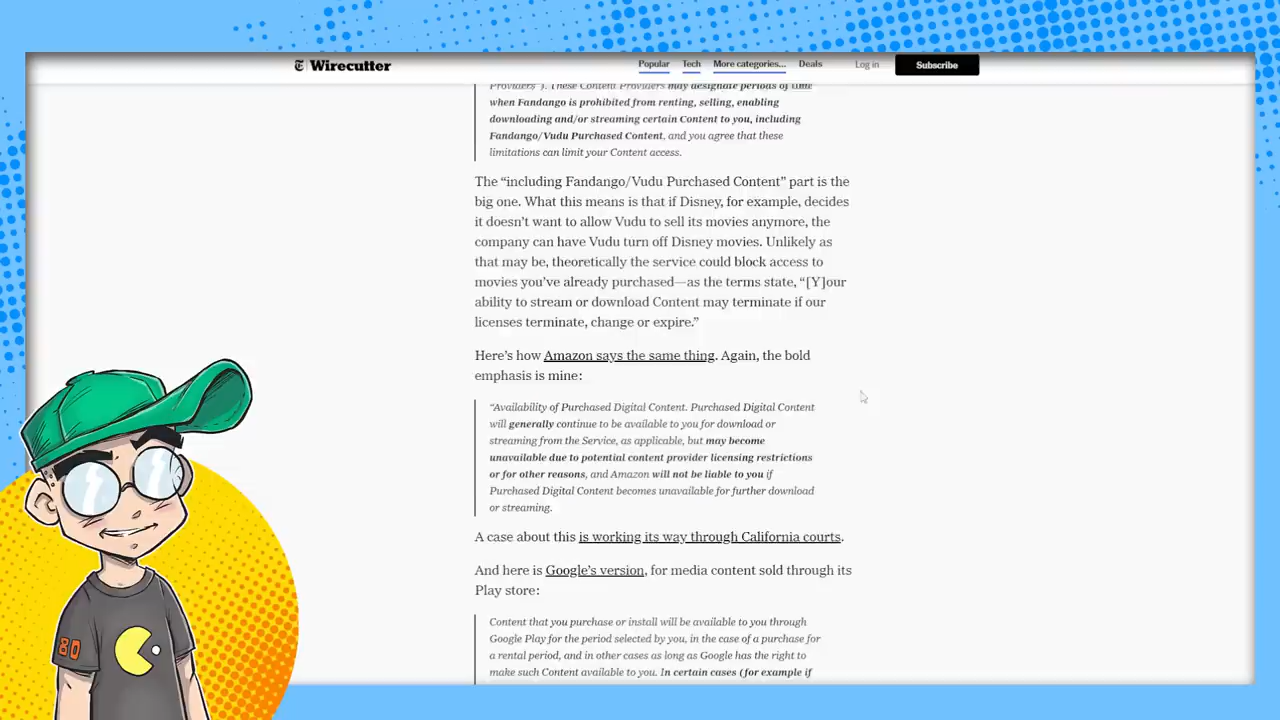 Wirecutter
Popular Tech More categories... Deals Log in Subscribe
Providers"). These Content Providers may designate periods of time
when Fandango is prohibited from renting, selling, enabling
downloading and/or streaming certain Content to you, including
Fandango/Vudu Purchased Content, and you agree that these
limitations can limit your Content access.
The “including Fandango/Vudu Purchased Content” part is the
big one. What this means is that if Disney, for example, decides
it doesn’t want to allow Vudu to sell its movies anymore, the
company can have Vudu turn off Disney movies. Unlikely as
that may be, theoretically the service could block access to
movies you’ve already purchased—as the terms state, “[Y]our
ability to stream or download Content may terminate if our
licenses terminate, change or expire.”
Here’s how Amazon says the same thing. Again, the bold
emphasis is mine:
“Availability of Purchased Digital Content. Purchased Digital Content
will generally continue to be available to you for download or
streaming from the Service, as applicable, but may become
unavailable due to potential content provider licensing restrictions
or for other reasons, and Amazon will not be liable to you if
Purchased Digital Content becomes unavailable for further download
or streaming.
A case about this is working its way through California courts.
And here is Google’s version, for media content sold through its
Play store:
Content that you purchase or install will be available to you through
Google Play for the period selected by you, in the case of a purchase for
a rental period, and in other cases as long as Google has the right to
make such Content available to you. In certain cases (for example if
80